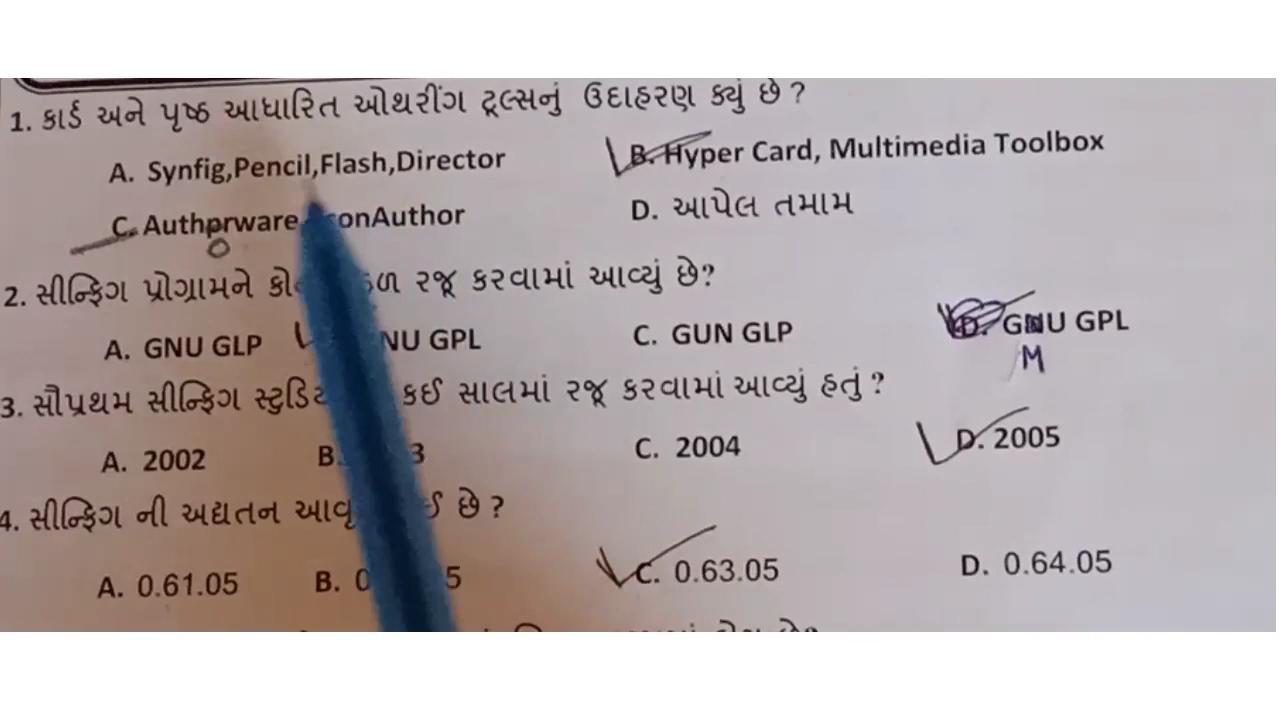 1. કાર્ડ અને પૃષ્ઠ આધારિત ઓથરીંગ ટૂલ્સનું ઉદાહરણ ક્યું છે ?
A. Synfig,Pencil,Flash,Director B. Hyper Card, Multimedia Toolbox
C. Authprware onAuthor D. આપેલ તમામ
o
2. સીન્ફિગ પ્રોગ્રામને રજૂ કરવામાં આવ્યું છે?
A. GNU GLP NU GPL C. GUN GLP D. GNU GPL
M
3. સૌપ્રથમ સીન્ફિગ કઈ સાલમાં રજૂ કરવામાં આવ્યું હતું ?
A. 2002 B. 3 C. 2004 D. 2005
4. સીન્ફિગ ની અદ્યતન છે ?
A. 0.61.05 B. 0 5 C. 0.63.05 D. 0.64.05